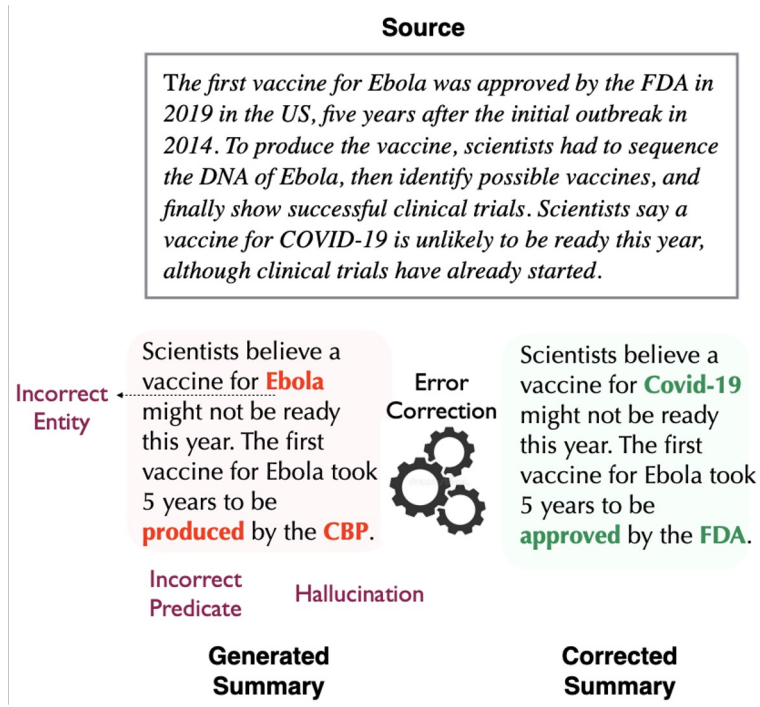 Source
The first vaccine for Ebola was approved by the FDA in
2019 in the US, five years after the initial outbreak in
2014. To produce the vaccine, scientists had to sequence
the DNA of Ebola, then identify possible vaccines, and
finally show successful clinical trials. Scientists say a
vaccine for COVID-19 is unlikely to be ready this year,
although clinical trials have already started.
Incorrect
Entity
Scientists believe a
vaccine for Ebola
might not be ready
this year. The first
vaccine for Ebola took
5 years to be
produced by the CBP.
Error
Correction
Scientists believe a
vaccine for Covid-19
might not be ready
this year. The first
vaccine for Ebola took
5 years to be
approved by the FDA.
Incorrect
Predicate
Hallucination
Generated
Summary
Corrected
Summary